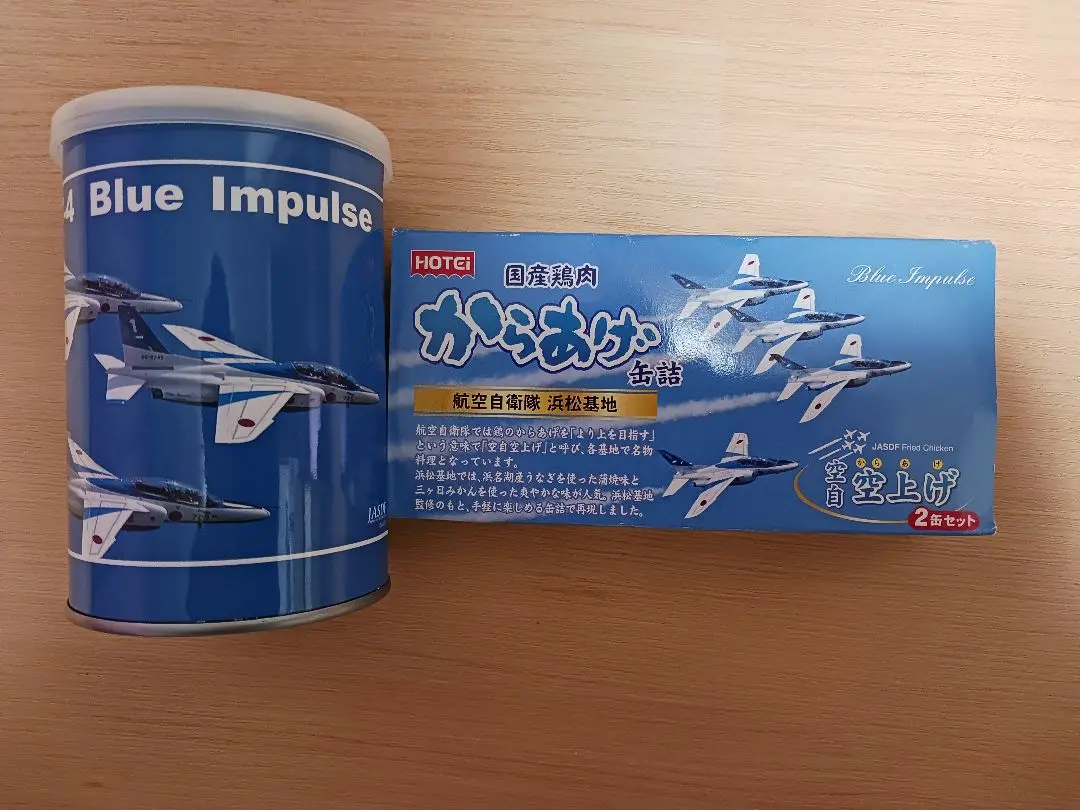 -4 Blue Impulse
1
JASDF
HOTEi
国産鶏肉
からあげ
缶詰
航空自衛隊 浜松基地
航空自衛隊では鶏のからあげを「より上を目指す」
という意味で「空自空上げ」と呼び、各基地で名物
料理となっています。
浜松基地では、浜名湖産うなぎを使った蒲焼味と
三ヶ日みかんを使った爽やかな味が人気。浜松基地
監修のもと、手軽に楽しめる缶詰で再現しました。
Blue Impulse
JASDF Fried Chicken
からあげ
空自 空上げ
2缶セット